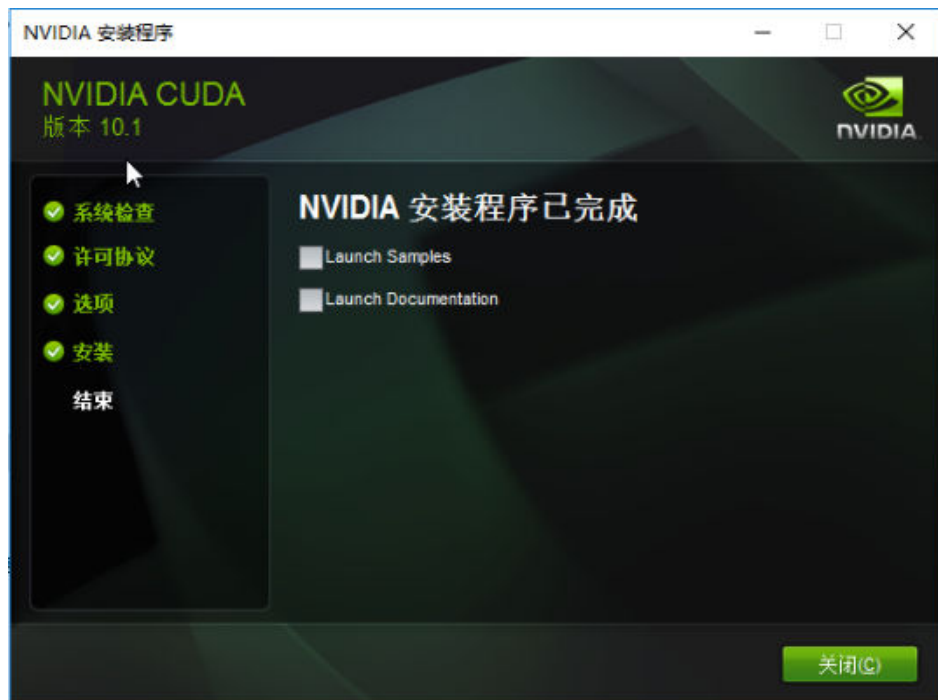 NVIDIA 安装程序
NVIDIA CUDA
版本 10.1
NVIDIA
系统检查
许可协议
选项
安装
结束
NVIDIA 安装程序已完成
Launch Samples
Launch Documentation
关闭(C)